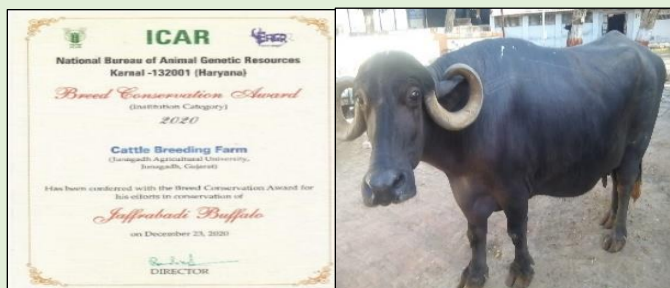 ICAR
National Bureau of Animal Genetic Resources
Karnal -132001 (Haryana)
Breed Conservation Award
(Institution Category)
2020
Cattle Breeding Farm
(Junagadh Agricultural University,
Junagadh, Gujarat)
Has been conferred with the Breed Conservation Award for
his efforts in conservation of
Jaffrabadi Buffalo
on December 23, 2020
DIRECTOR